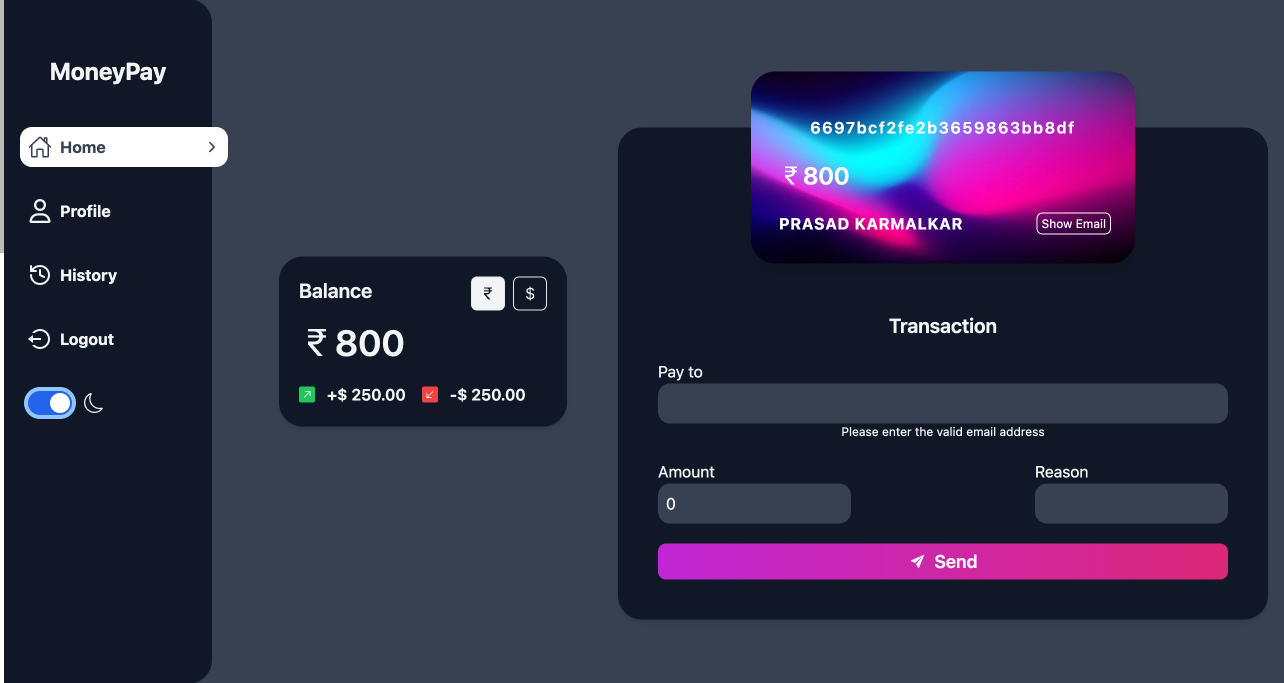 MoneyPay
Home
Profile
History
Logout
Balance
₹ $
₹ 800
+$ 250.00 -$ 250.00
6697bcf2fe2b3659863bb8df
₹ 800
PRASAD KARMALKAR Show Email
Transaction
Pay to
Please enter the valid email address
Amount Reason
0
Send